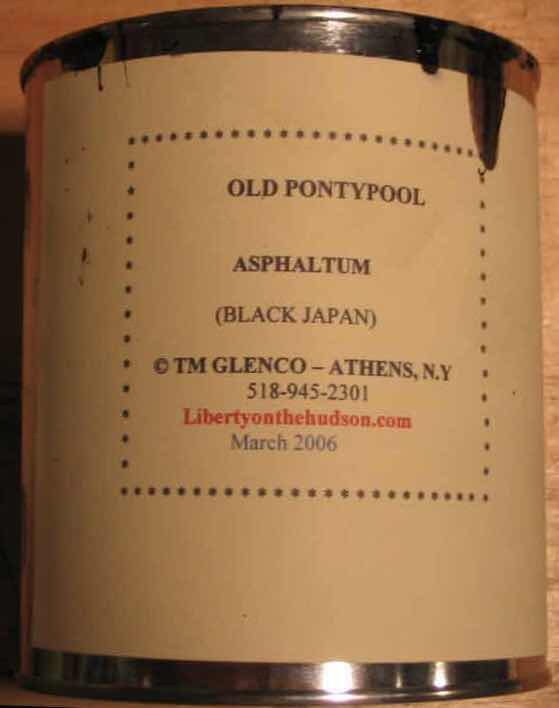 OLD PONTYPOOL
ASPHALTUM
(BLACK JAPAN)
© TM GLENCO – ATHENS, N.Y
518-945-2301
Libertyonthehudson.com
March 2006